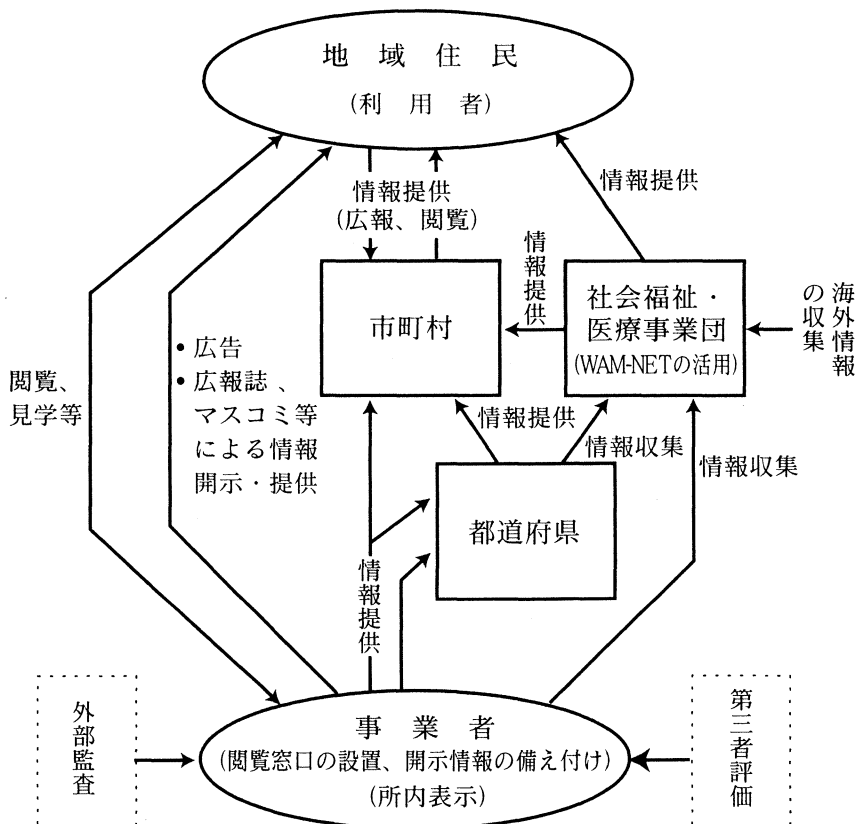 地域住民
(利用者)
情報提供
(広報、閲覧)
情報提供
情報提供
市町村
社会福祉・
医療事業団
(WAM-NETの活用)
海外情報
の収集
閲覧、
見学等
• 広告
• 広報誌、
マスコミ等
による情報
開示・提供
情報提供
情報収集
情報収集
都道府県
情報提供
外部監査
事業者
(閲覧窓口の設置、開示情報の備え付け)
(所内表示)
第三者評価